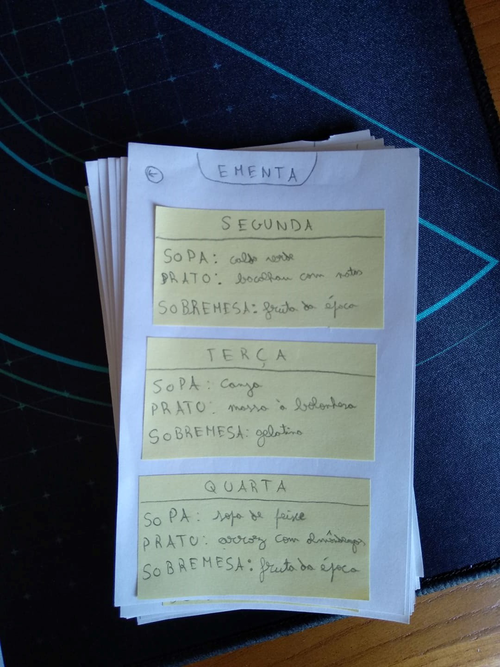 EMENTA
SEGUNDA
SOPA: caldo verde
PRATO: bacalhau com natas
SOBREMESA: fruta da época
TERÇA
SOPA: Canja
PRATO: massa à bolonhesa
SOBREMESA: gelatina
QUARTA
SOPA: sopa de peixe
PRATO: arroz com almôndegas
SOBREMESA: fruta da época